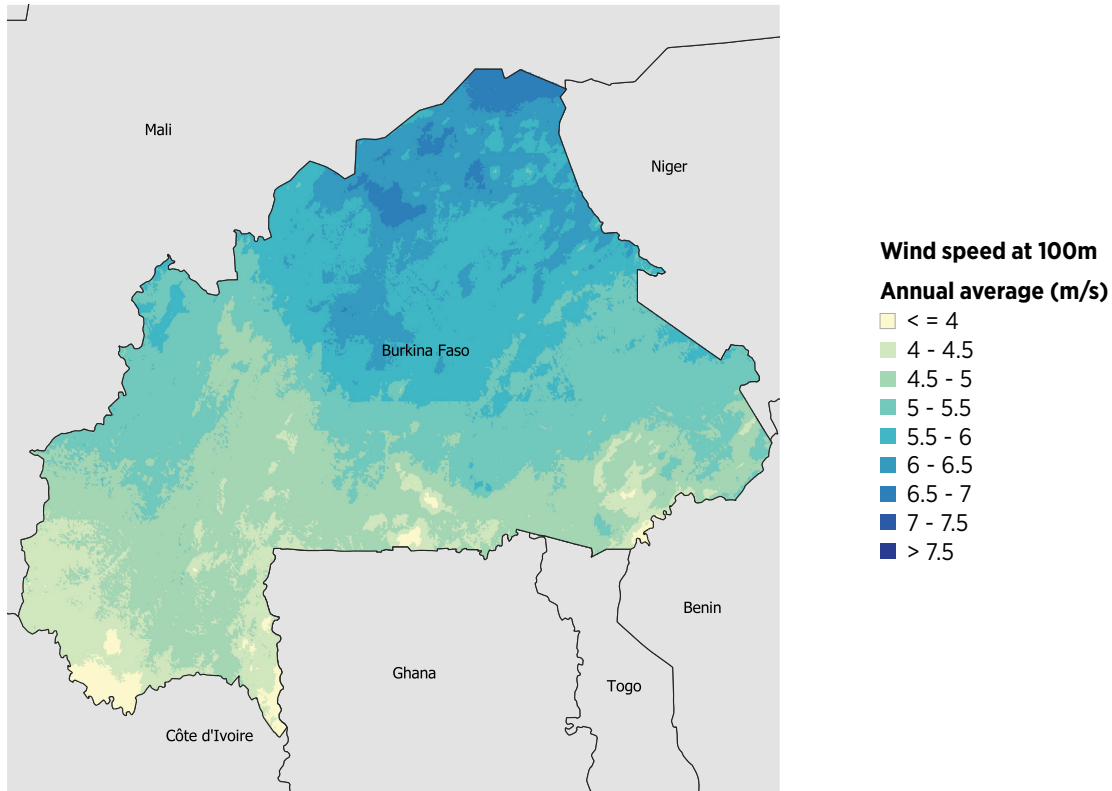 Mali
Niger
Burkina Faso
Benin
Ghana
Togo
Côte d'Ivoire
Wind speed at 100m
Annual average (m/s)
< = 4
4 - 4.5
4.5 - 5
5 - 5.5
5.5 - 6
6 - 6.5
6.5 - 7
7 - 7.5
> 7.5